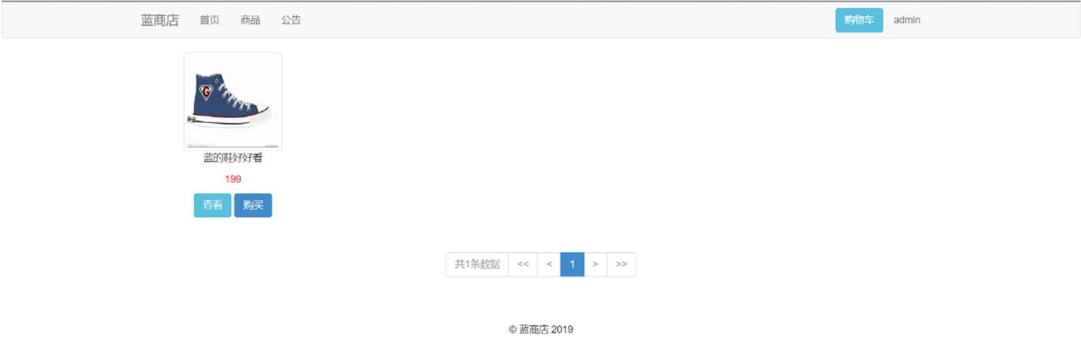 蓝商店 首页 商品 公告 购物车 admin
G
蓝的鞋好好看
199
查看 购买
共1条数据 << < 1 > >>
© 蓝商店 2019